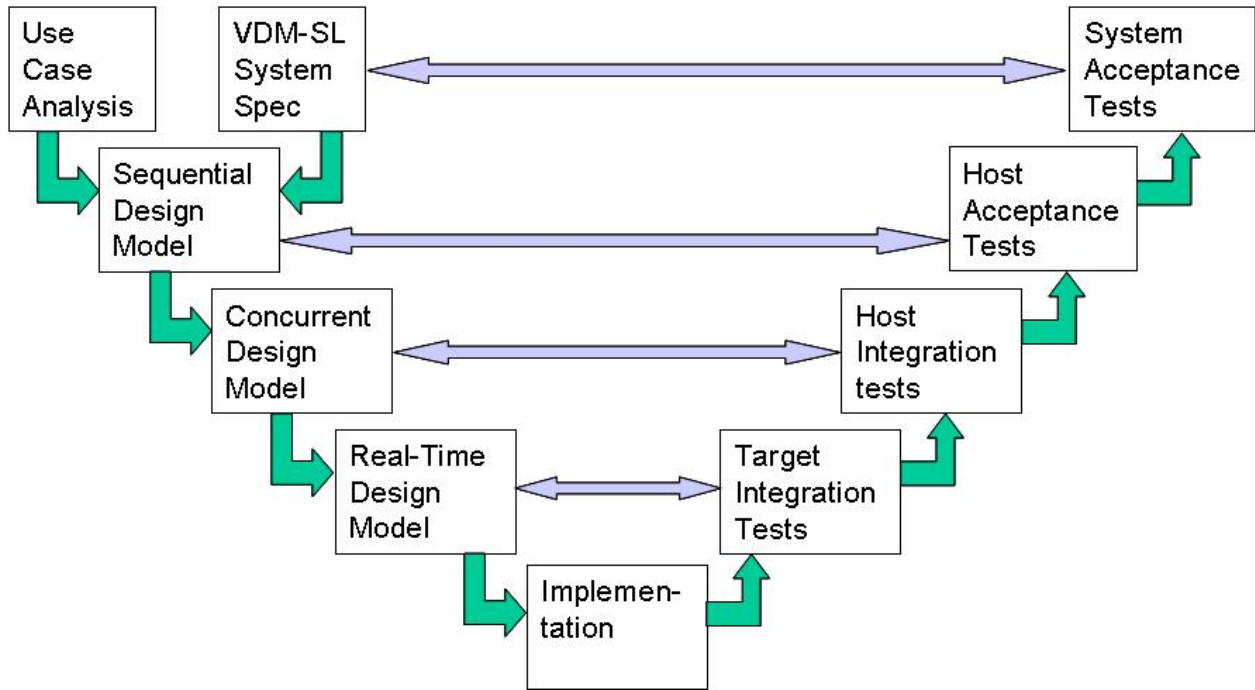 Use
Case
Analysis
VDM-SL
System
Spec
System
Acceptance
Tests
Sequential
Design
Model
Host
Acceptance
Tests
Concurrent
Design
Model
Host
Integration
tests
Real-Time
Design
Model
Target
Integration
Tests
Implemen-
tation